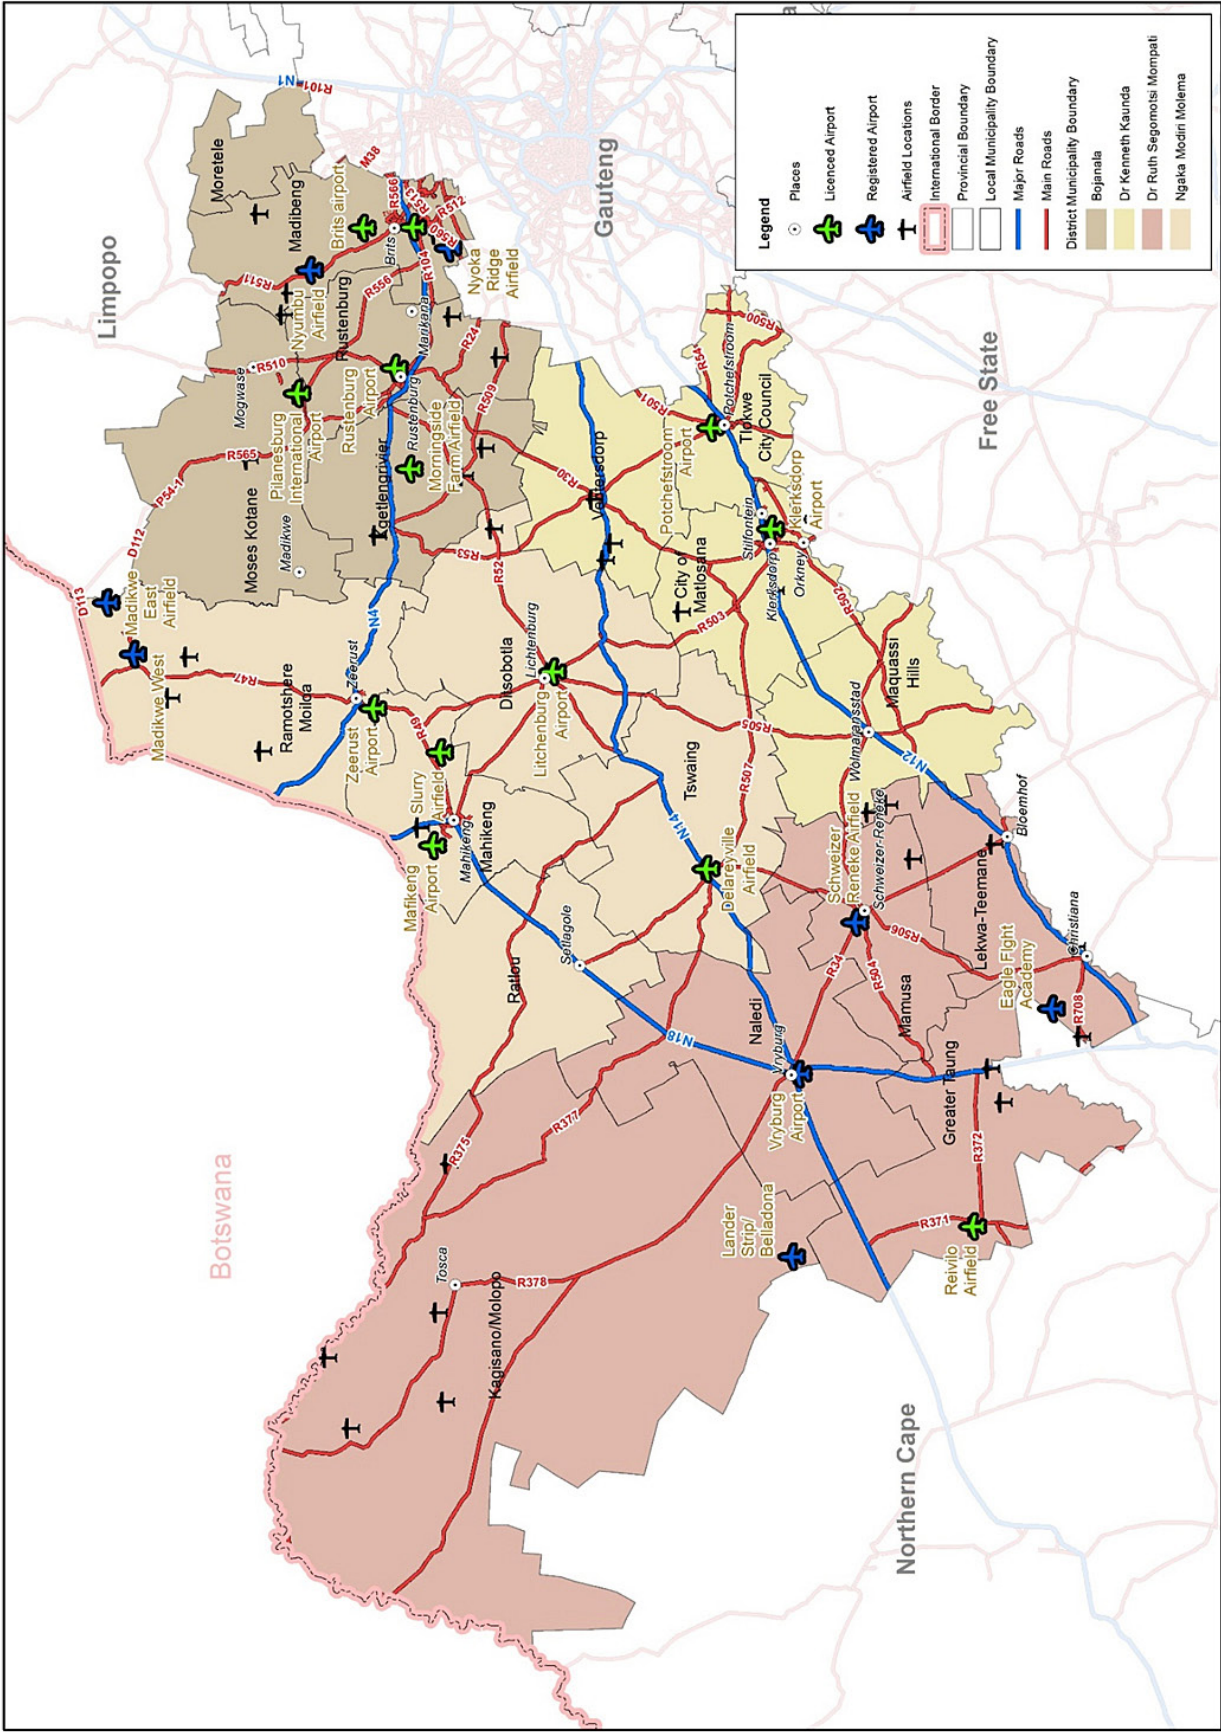 Botswana
Limpopo
Gauteng
Free State
Northern Cape
N1
R101
Moretele
Madibeng
M38
Brits airport
Brits
R566
R513
R512
R560
R104
Nyoka
Ridge
Airfield
R511
Nyumbu
Airfield
R556
Rustenburg
Marikana
R24
R510
Mogwase
Pilanesburg
International
Airport
Rustenburg
Airport
Rustenburg
Morningside
Farm Airfield
R509
R565
P54-1
D112
D113
Moses Kotane
Madikwe
Kgetlengrivier
Madikwe
East
Airfield
Madikwe West
R47
N4
Ramotshere
Moiloa
Zeerust
Zeerust
Airport
R49
Slurry
Airfield
Mafikeng
Airport
Mahikeng
Mahikeng
R53
R52
R30
Ventersdorp
R501
R54
R500
Potchefstroom
Potchefstroom
Airport
Tlokwe
City Council
Ditsobotla
Lichtenburg
Litchenburg
Airport
R503
City of
Matlosana
Stilfontein
Klerksdorp
Klerksdorp
Airport
Orkney
R502
Maquassi
Hills
Wolmaransstad
N12
R505
R507
Tswaing
N14
Delareyville
Airfield
Ratlou
Setlagole
N18
Naledi
Schweizer
Reneke Airfield
Schweizer-Reneke
Bloemhof
Lekwa-Teemane
R506
R504
R34
Mamusa
Eagle Flght
Academy
Christiana
R708
Vryburg
Vryburg
Airport
Greater Taung
R372
R371
Reivilo
Airfield
Lander
Strip/
Belladona
R377
R375
R378
Tosca
Kagisano/Molopo
Legend
Places
Licenced Airport
Registered Airport
Airfield Locations
International Border
Provincial Boundary
Local Municipality Boundary
Major Roads
Main Roads
District Municipality Boundary
Bojanala
Dr Kenneth Kaunda
Dr Ruth Segomotsi Mompati
Ngaka Modiri Molema